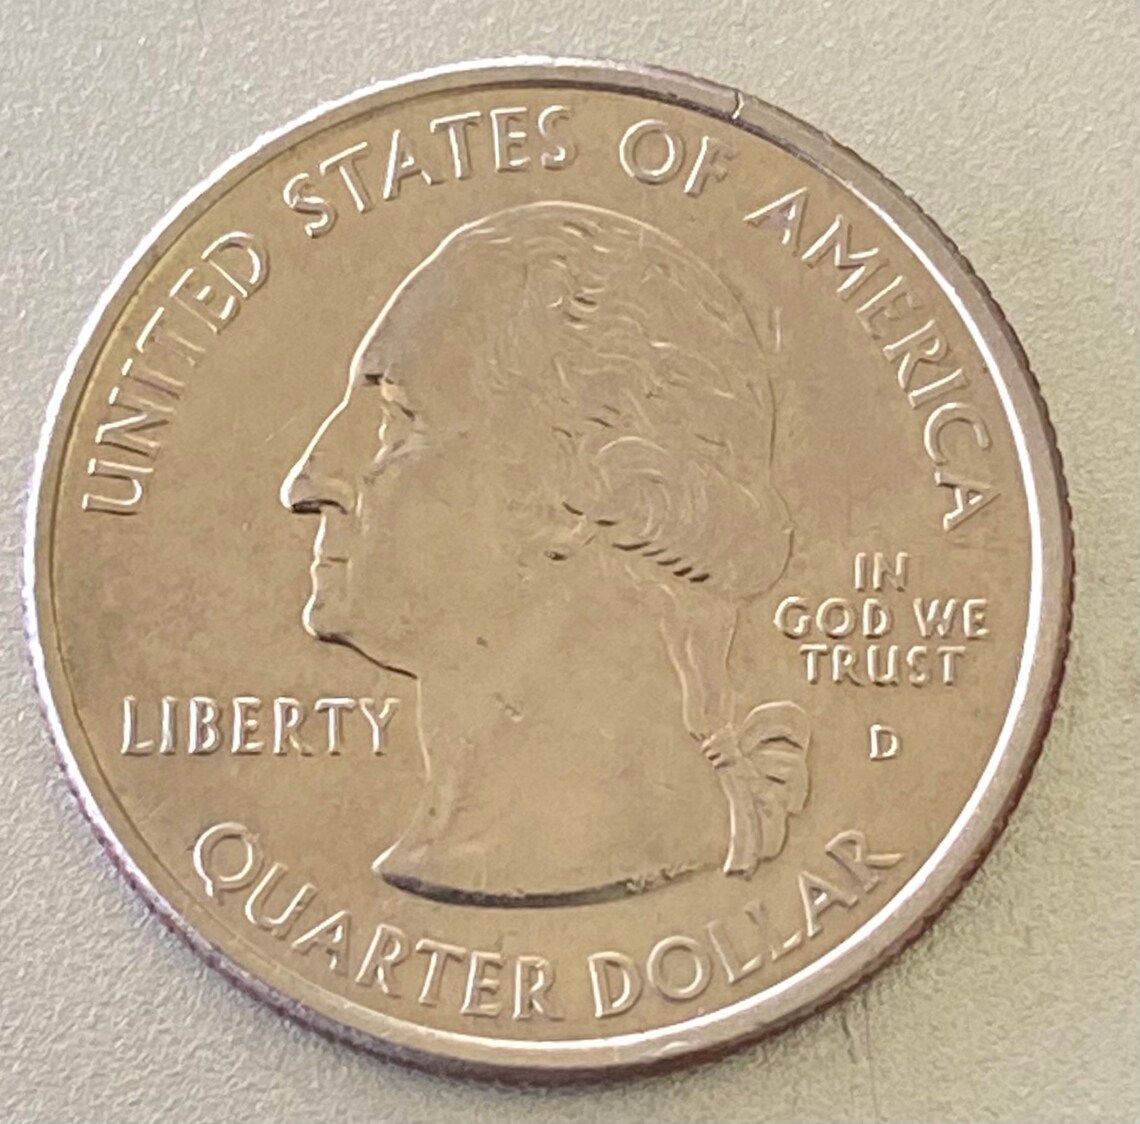 UNITED STATES OF AMERICA
IN
GOD WE
TRUST
LIBERTY
D
QUARTER DOLLAR